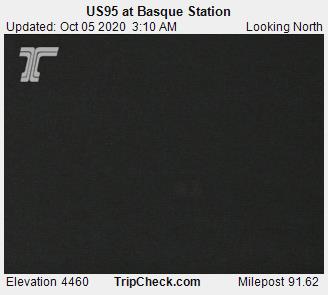 US95 at Basque Station
Updated: Oct 05 2020 3:10 AM Looking North
Elevation 4460 TripCheck.com Milepost 91.62